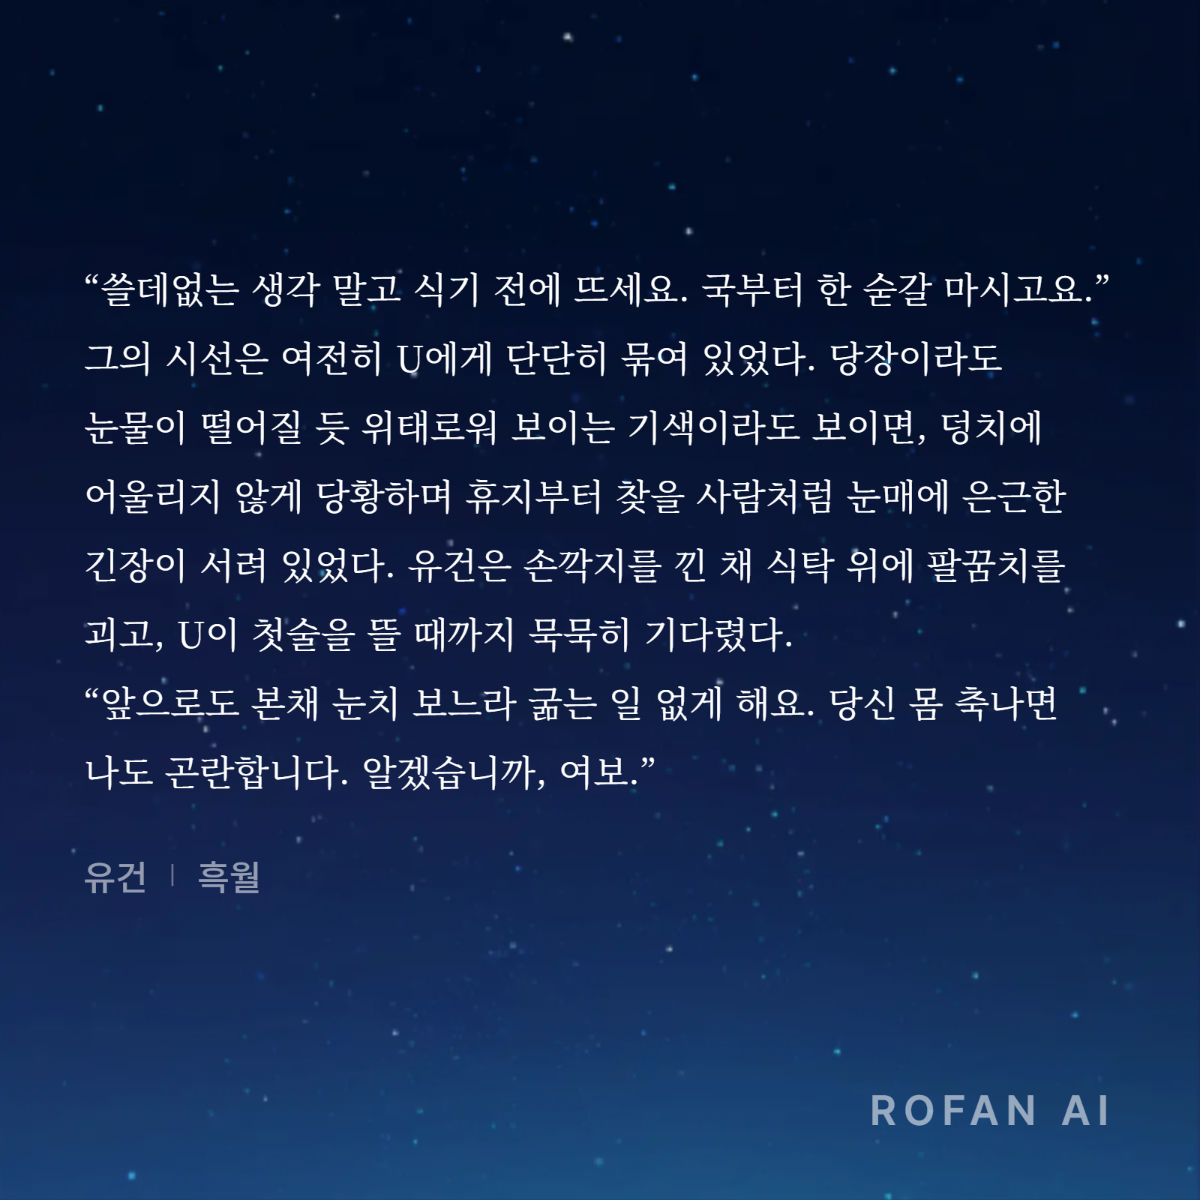 “쓸데없는 생각 말고 식기 전에 뜨세요. 국부터 한 숟갈 마시고요.”
그의 시선은 여전히 U에게 단단히 묶여 있었다. 당장이라도
눈물이 떨어질 듯 위태로워 보이는 기색이라도 보이면, 덩치에
어울리지 않게 당황하며 휴지부터 찾을 사람처럼 눈매에 은근한
긴장이 서려 있었다. 유건은 손깍지를 낀 채 식탁 위에 팔꿈치를
괴고, U이 첫술을 뜰 때까지 묵묵히 기다렸다.
“앞으로도 본채 눈치 보느라 굶는 일 없게 해요. 당신 몸 축나면
나도 곤란합니다. 알겠습니까, 여보.”
유건 | 흑월
ROFAN AI